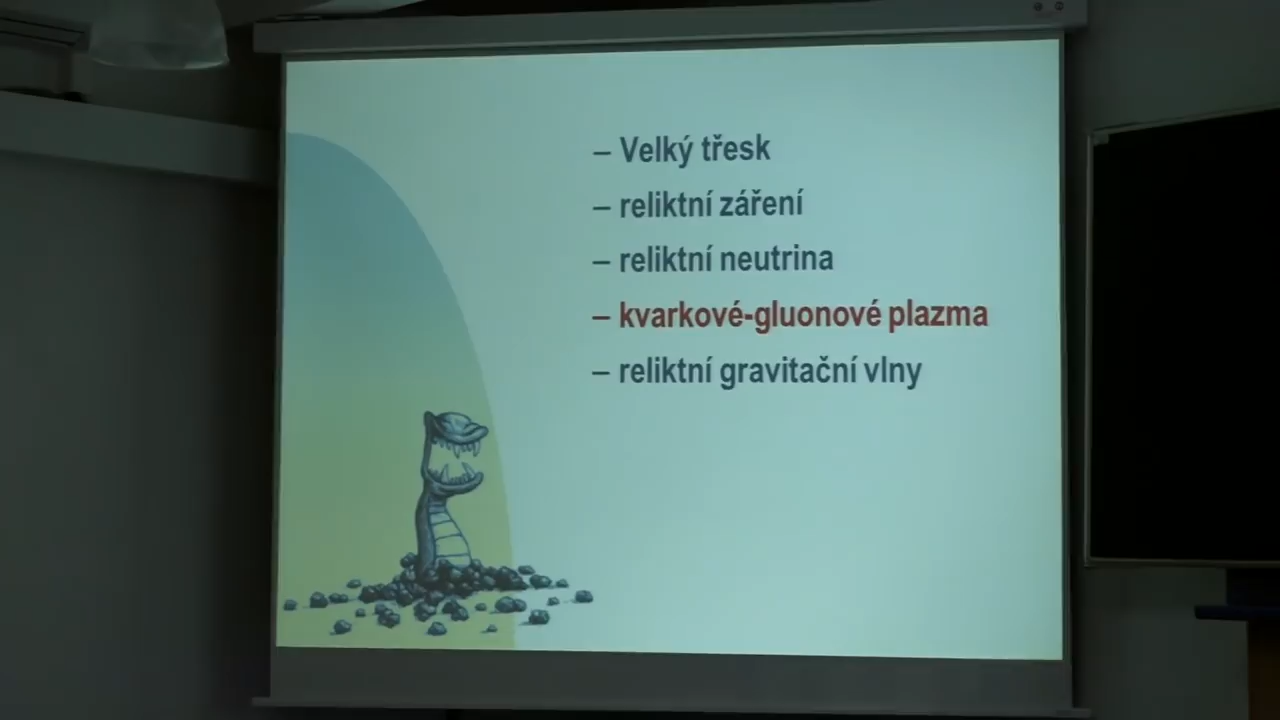 – Velký třesk
– reliktní záření
– reliktní neutrina
– kvarkové-gluonové plazma
– reliktní gravitační vlny